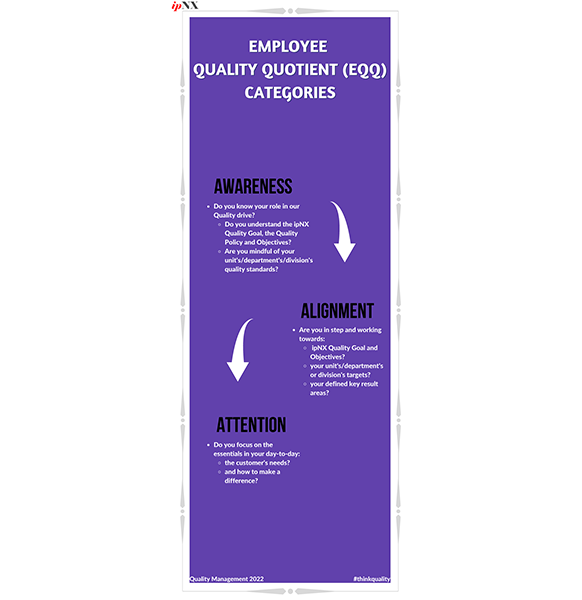 ipNX
EMPLOYEE
QUALITY QUOTIENT (EQQ)
CATEGORIES
AWARENESS
Do you know your role in our
Quality drive?
Do you understand the ipNX
Quality Goal, the Quality
Policy and Objectives?
Are you mindful of your
unit's/department's/division's
quality standards?
ALIGNMENT
Are you in step and working
towards:
ipNX Quality Goal and
Objectives?
your unit's/department's
or division's targets?
your defined key result
areas?
ATTENTION
Do you focus on the
essentials in your day-to-day:
the customer's needs?
and how to make a
difference?
Quality Management 2022
#thinkquality